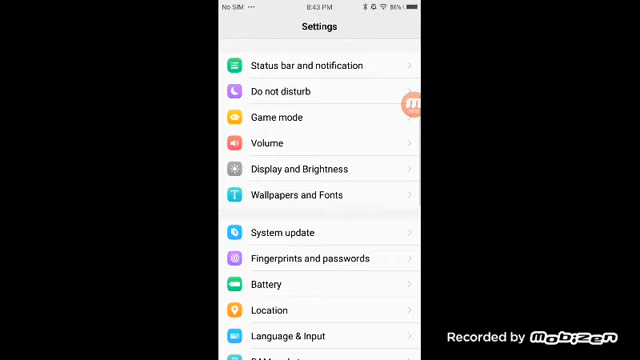 No SIM ••• 8:43 PM 86%
Settings
Status bar and notification
Do not disturb
Game mode
Volume
Display and Brightness
T Wallpapers and Fonts
System update
Fingerprints and passwords
Battery
Location
Language & Input
Recorded by mobizen